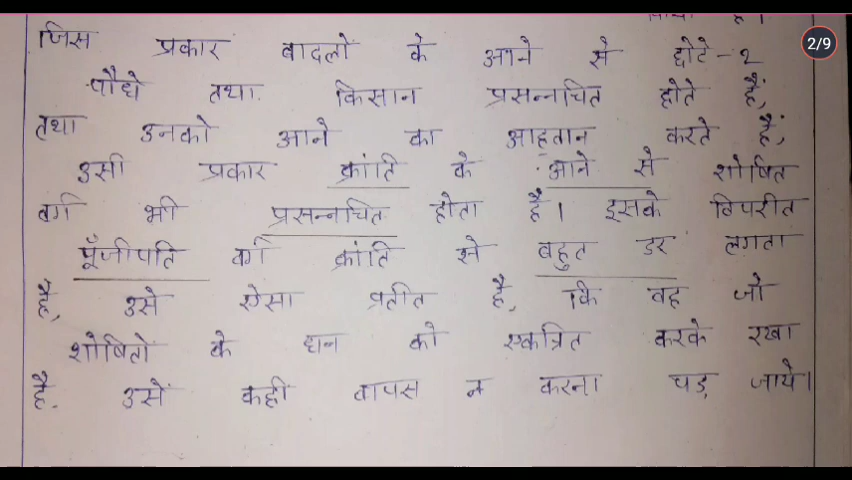 है।
2/9
जिस प्रकार बादलों के आने से छोटे-२
पौधे तथा किसान प्रसन्नचित होते हैं,
तथा उनको आने का आह्वान करते हैं,
उसी प्रकार क्रांति के आने से शोषित
वर्ग भी प्रसन्नचित होता है। इसके विपरीत
पूँजीपति वर्ग क्रांति से बहुत डर लगता
है, उसे ऐसा प्रतीत है, कि वह जो
शोषितों के धन को एकत्रित करके रखा
है. उसे कही वापस न करना पड़ जाये।